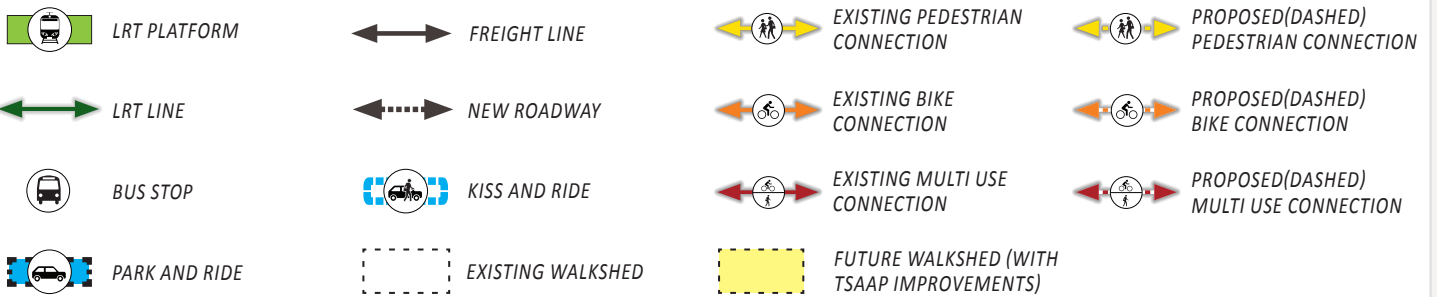 LRT PLATFORM
FREIGHT LINE
EXISTING PEDESTRIAN
CONNECTION
PROPOSED(DASHED)
PEDESTRIAN CONNECTION
LRT LINE
NEW ROADWAY
EXISTING BIKE
CONNECTION
PROPOSED(DASHED)
BIKE CONNECTION
BUS STOP
KISS AND RIDE
EXISTING MULTI USE
CONNECTION
PROPOSED(DASHED)
MULTI USE CONNECTION
PARK AND RIDE
EXISTING WALKSHED
FUTURE WALKSHED (WITH
TSAAP IMPROVEMENTS)